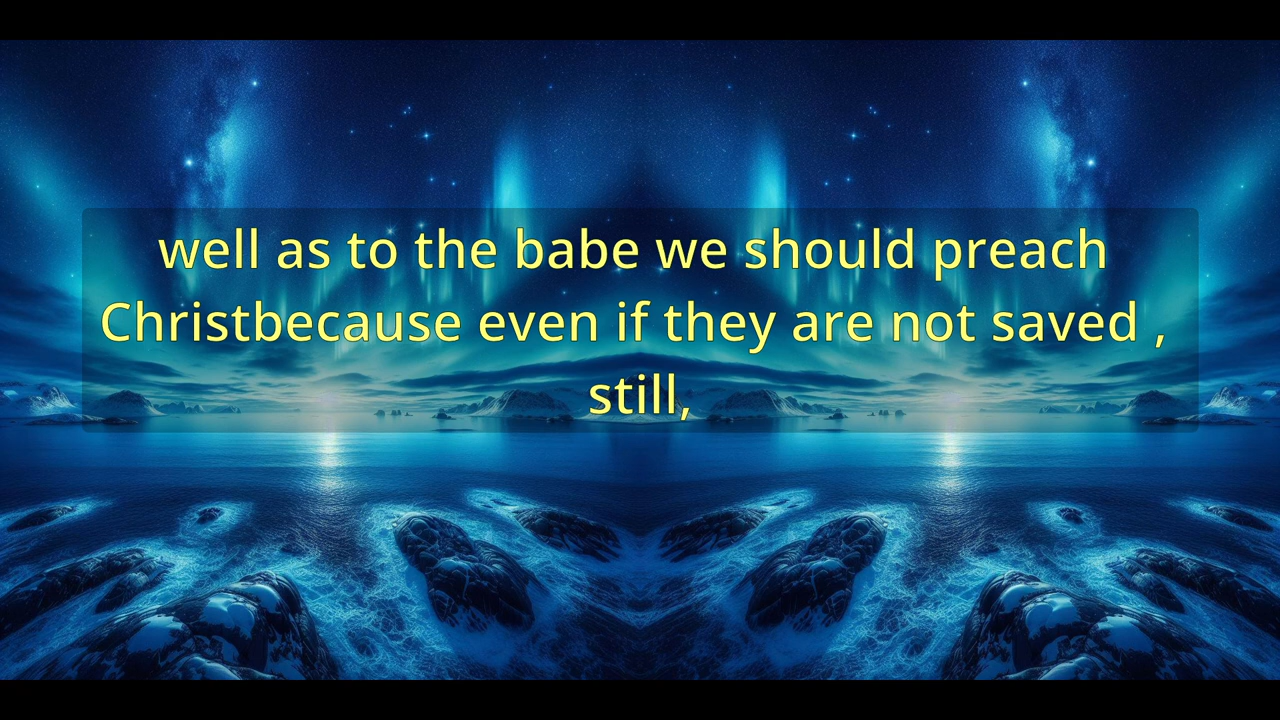 well as to the babe we should preach
Christbecause even if they are not saved ,
still,